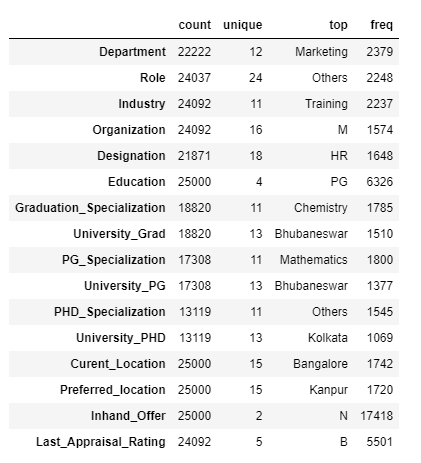 count unique top freq
Department 22222 12 Marketing 2379
Role 24037 24 Others 2248
Industry 24092 11 Training 2237
Organization 24092 16 M 1574
Designation 21871 18 HR 1648
Education 25000 4 PG 6326
Graduation_Specialization 18820 11 Chemistry 1785
University_Grad 18820 13 Bhubaneswar 1510
PG_Specialization 17308 11 Mathematics 1800
University_PG 17308 13 Bhubaneswar 1377
PHD_Specialization 13119 11 Others 1545
University_PHD 13119 13 Kolkata 1069
Curent_Location 25000 15 Bangalore 1742
Preferred_location 25000 15 Kanpur 1720
Inhand_Offer 25000 2 N 17418
Last_Appraisal_Rating 24092 5 B 5501